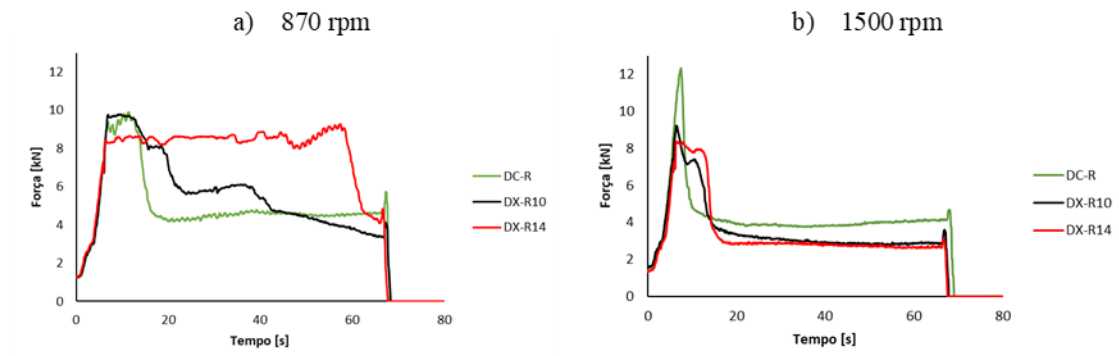 a) 870 rpm
12
10
8
6
4
2
0
Força [kN]
0 20 40 60 80
Tempo [s]
DC-R
DX-R10
DX-R14
b) 1500 rpm
12
10
8
6
4
2
0
Força [kN]
0 20 40 60 80
Tempo [s]
DC-R
DX-R10
DX-R14